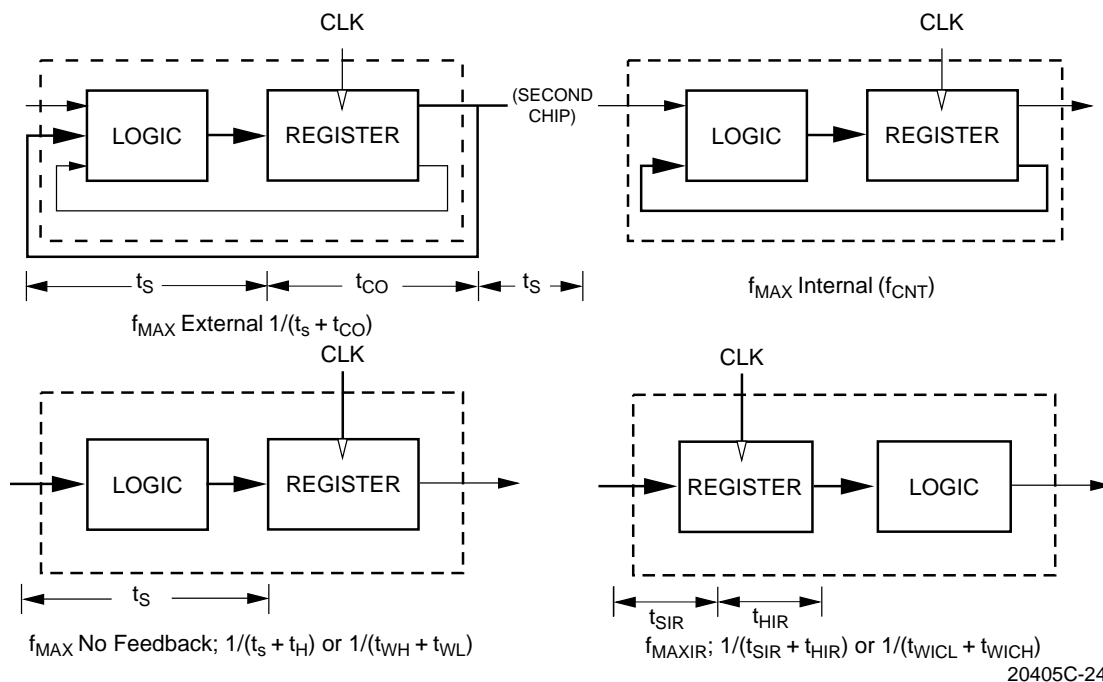 CLK
LOGIC
REGISTER
(SECOND
CHIP)
tS
tCO
tS
fMAX External 1/(ts + tCO)
CLK
LOGIC
REGISTER
fMAX Internal (fCNT)
CLK
LOGIC
REGISTER
tS
fMAX No Feedback; 1/(ts + tH) or 1/(tWH + tWL)
CLK
REGISTER
LOGIC
tSIR
tHIR
fMAXIR; 1/(tSIR + tHIR) or 1/(tWICL + tWICH)
20405C-24